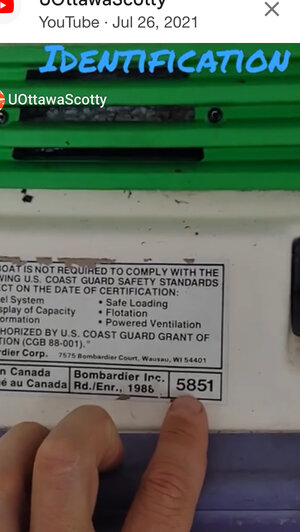 UOttawaScotty
YouTube · Jul 26, 2021
IDENTIFICATION
UOttawaScotty
BOAT IS NOT REQUIRED TO COMPLY WITH THE
WING U.S. COAST GUARD SAFETY STANDARDS
ECT ON THE DATE OF CERTIFICATION:
el System • Safe Loading
splay of Capacity • Flotation
ormation • Powered Ventilation
HORIZED BY U.S. COAST GUARD GRANT OF
TION (CGB 88-001)."
rdier Corp. 7575 Bombardier Court, Wausau, WI 54401
n Canada Bombardier Inc. 5851
é au Canada Rd./Enr., 1988